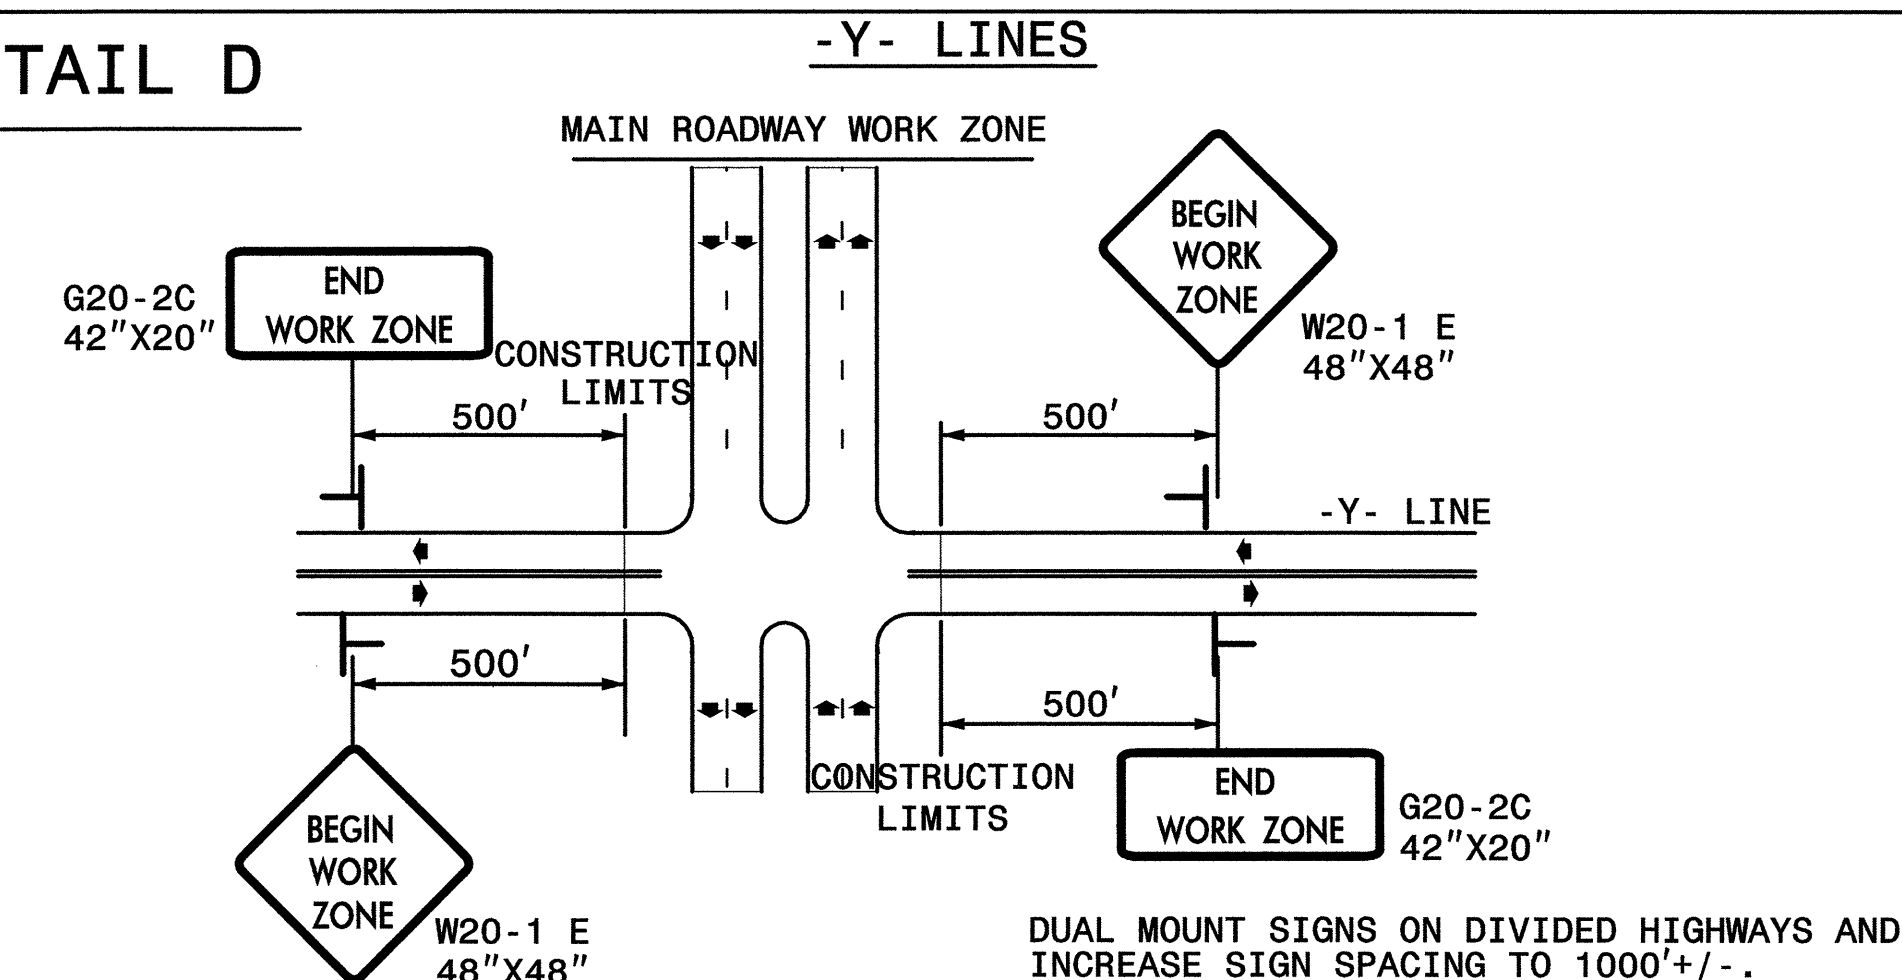 -Y- LINES
TAIL D
MAIN ROADWAY WORK ZONE
BEGIN
WORK
ZONE
W20-1 E
48"X48"
END
WORK ZONE
G20-2C
42"X20"
CONSTRUCTION
LIMITS
500'
500'
-Y- LINE
500'
500'
CONSTRUCTION
LIMITS
END
WORK ZONE
G20-2C
42"X20"
BEGIN
WORK
ZONE
W20-1 E
48"X48"
DUAL MOUNT SIGNS ON DIVIDED HIGHWAYS AND
INCREASE SIGN SPACING TO 1000'+/-.